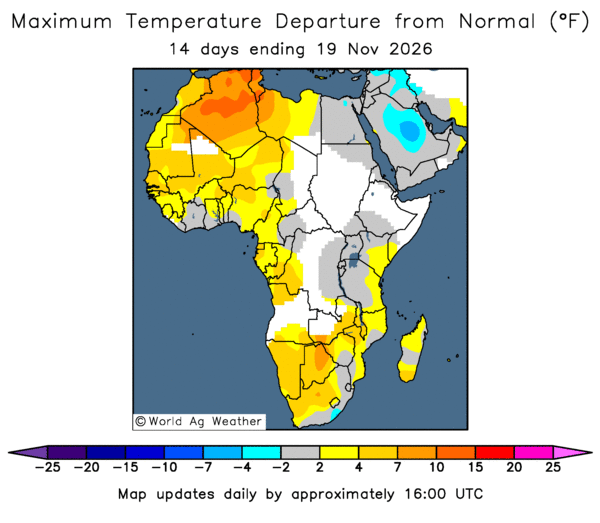 Maximum Temperature Departure from Normal (°F)
14 days ending 19 Nov 2026
©World Ag Weather
-25 -20 -15 -10 -7 -4 -2 2 4 7 10 15 20 25
Map updates daily by approximately 16:00 UTC